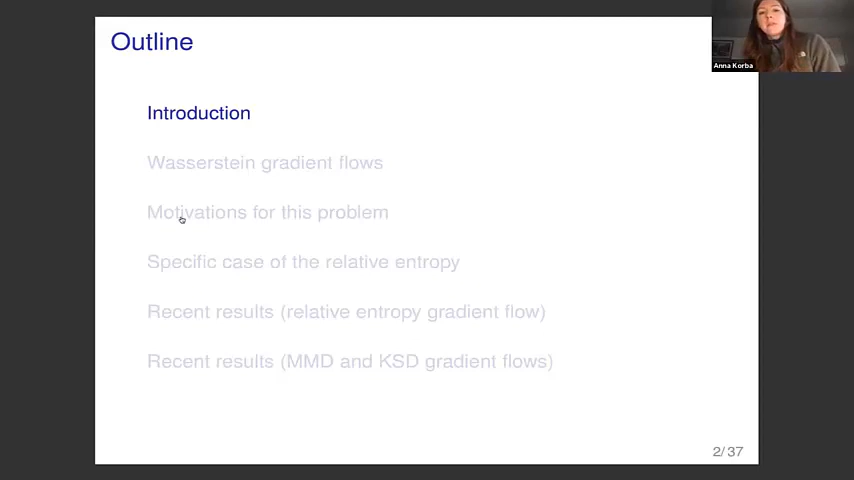 Outline
Anna Korba
Introduction
Wasserstein gradient flows
Motivations for this problem
Specific case of the relative entropy
Recent results (relative entropy gradient flow)
Recent results (MMD and KSD gradient flows)
2/ 37